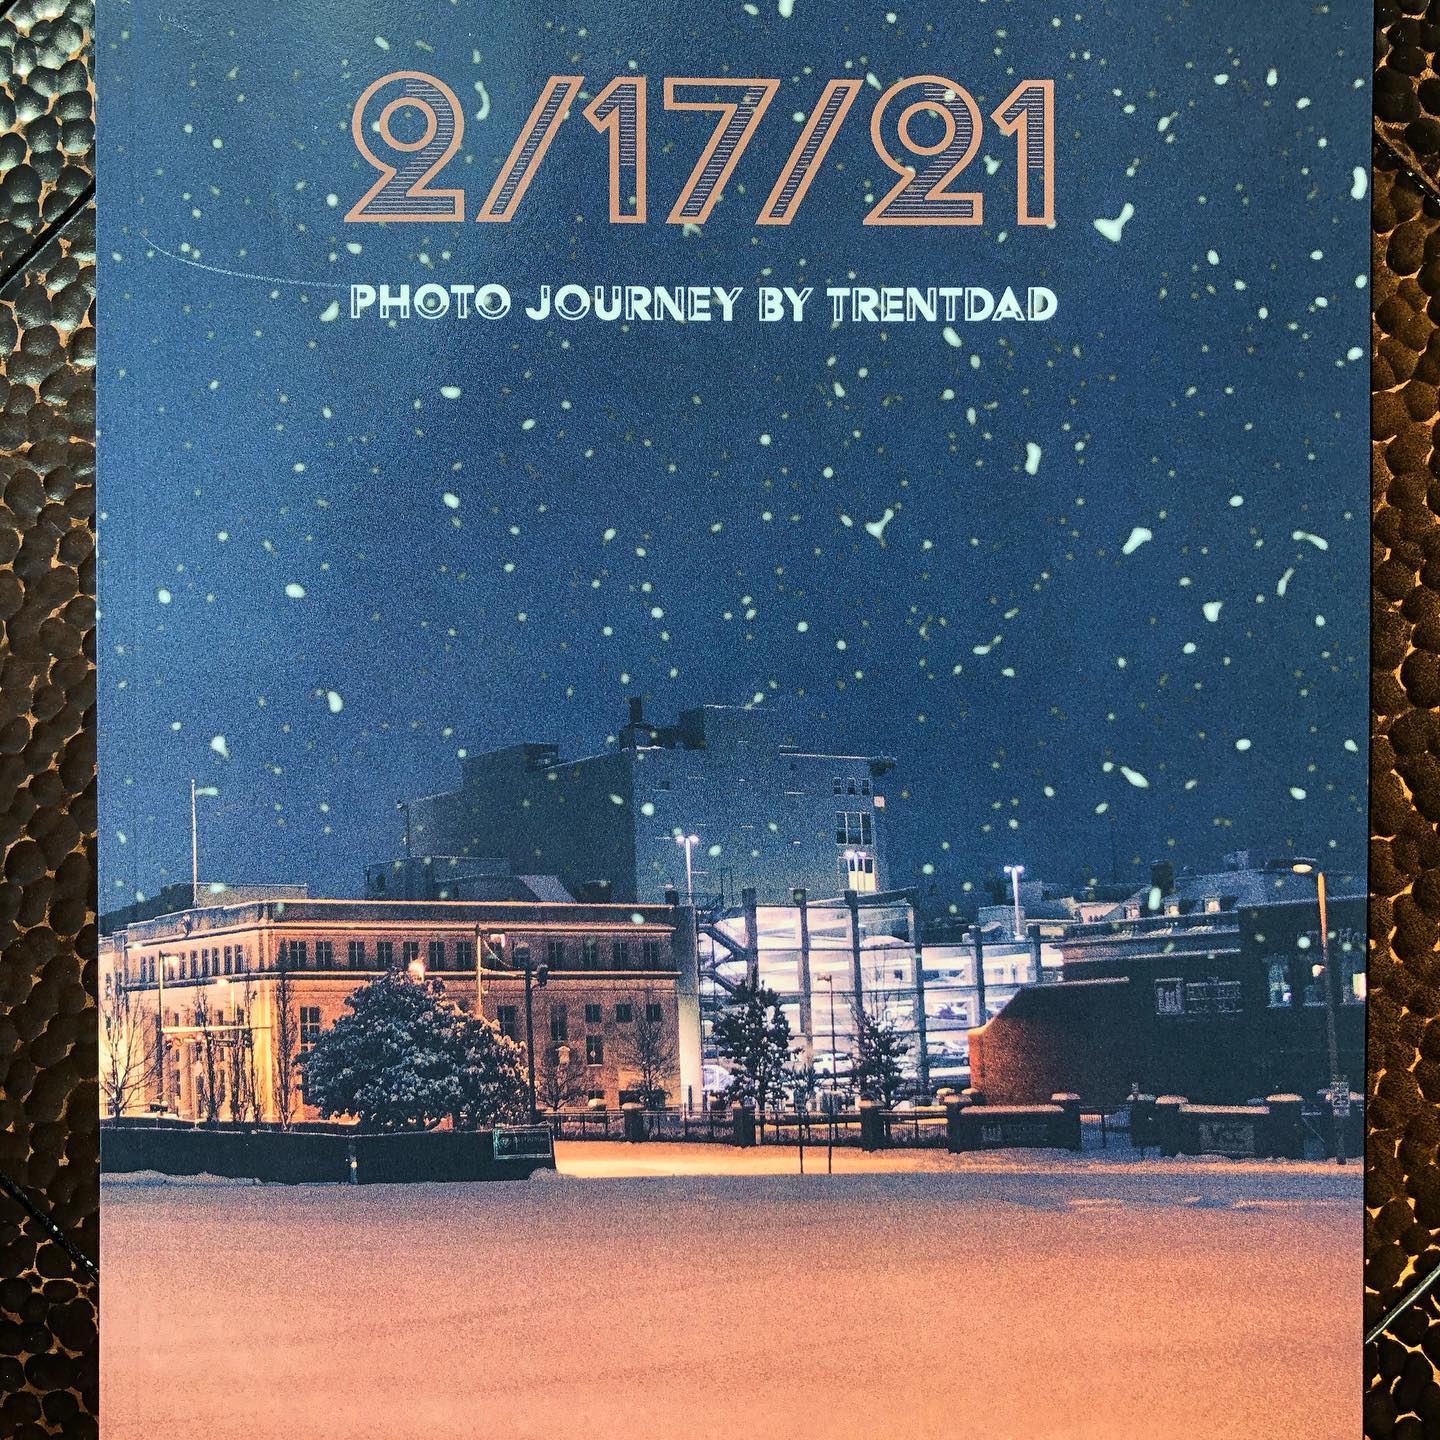 2/17/21
PHOTO JOURNEY BY TRENTDAD